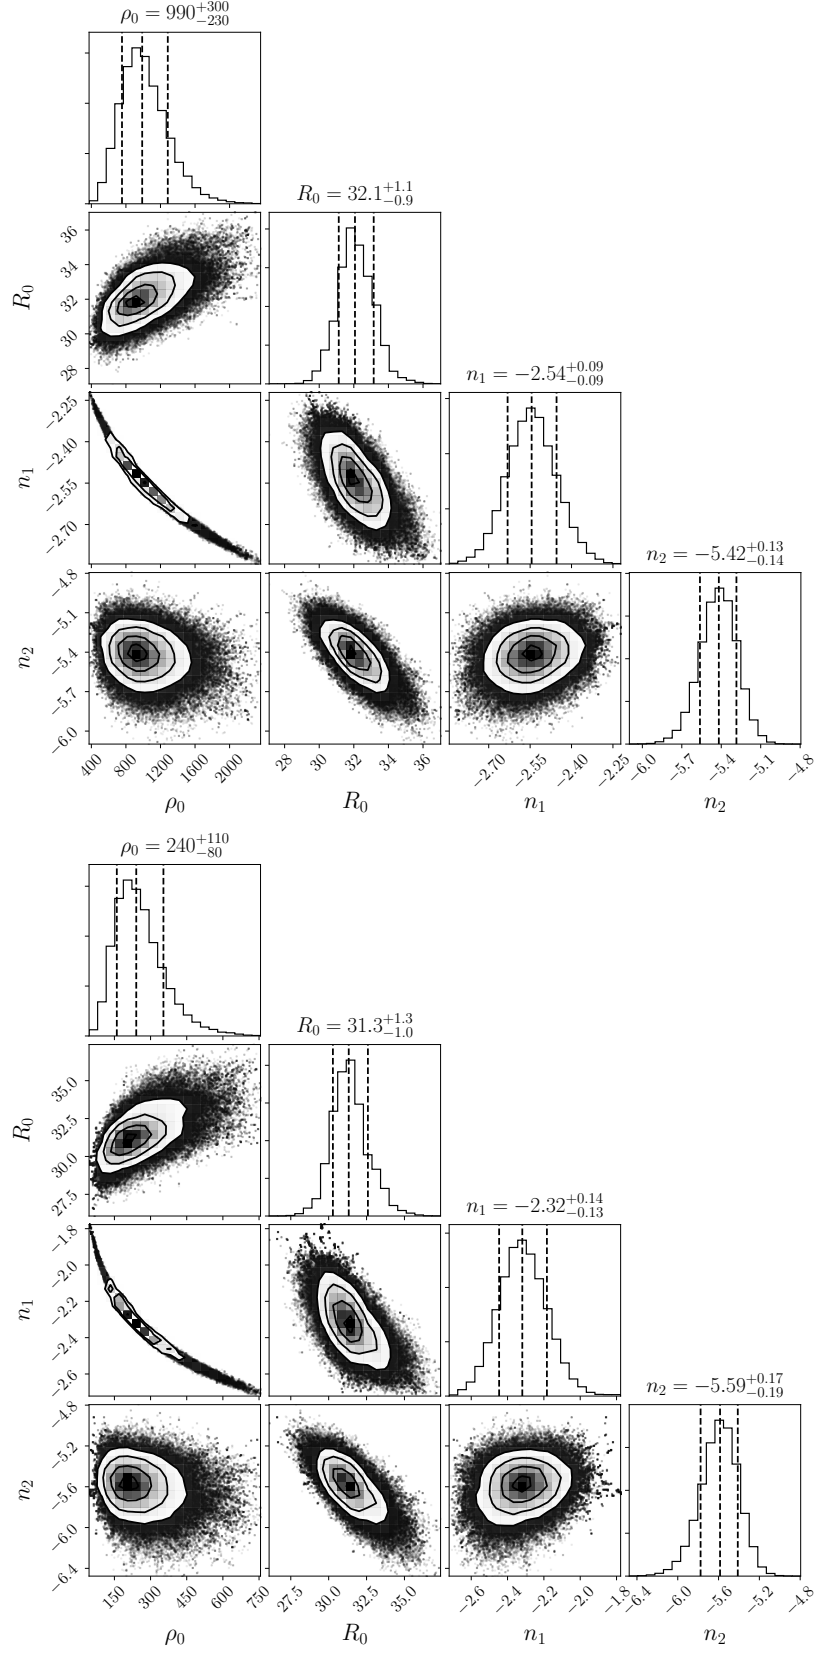 ρ₀ = 990⁺³⁰⁰₋₂₃₀
R₀ = 32.1⁺¹·¹₋₀.₉
36
34
32
30
28
R₀
n₁ = −2.54⁺⁰·⁰⁹₋₀.₀₉
−2.25
−2.40
−2.55
−2.70
n₁
n₂ = −5.42⁺⁰·¹³₋₀.₁₄
−4.8
−5.1
−5.4
−5.7
−6.0
n₂
400 800 1200 1600 2000 28 30 32 34 36 −2.70 −2.55 −2.40 −2.25 −6.0 −5.7 −5.4 −5.1 −4.8
ρ₀ R₀ n₁ n₂
ρ₀ = 240⁺¹¹⁰₋₈₀
R₀ = 31.3⁺¹·³₋₁.₀
35.0
32.5
30.0
27.5
R₀
n₁ = −2.32⁺⁰·¹⁴₋₀.₁₃
−1.8
−2.0
−2.2
−2.4
−2.6
n₁
n₂ = −5.59⁺⁰·¹⁷₋₀.₁₉
−4.8
−5.2
−5.6
−6.0
−6.4
n₂
150 300 450 600 750 27.5 30.0 32.5 35.0 −2.6 −2.4 −2.2 −2.0 −1.8 −6.4 −6.0 −5.6 −5.2 −4.8
ρ₀ R₀ n₁ n₂